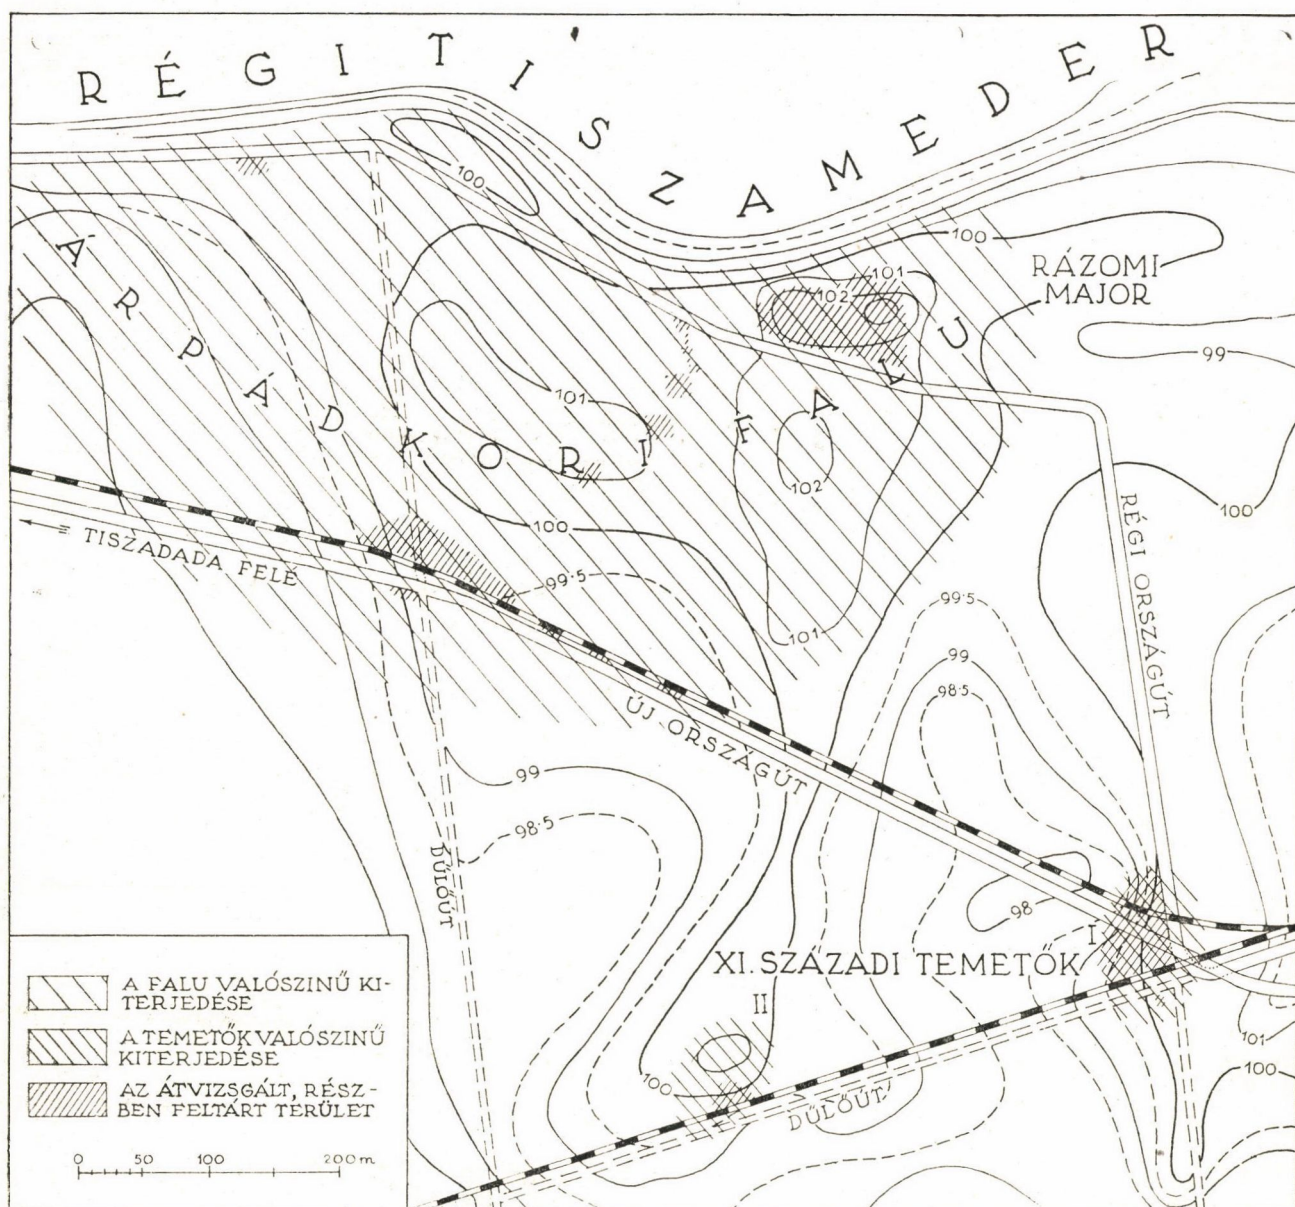 RÉGI TISZAMEDER
100
100
101
102
RÁZOMI
MAJOR
99
ÁRPÁDKORI FALU
101
102
100
100
TISZADADA FELÉ
99·5
99·5
101
99
98·5
RÉGI ORSZÁGÚT
ÚJ ORSZÁGÚT
99
98·5
DŰLŐÚT
98
I
XI. SZÁZADI TEMETŐK
II
100
DŰLŐÚT
101
100
A FALU VALÓSZINŰ KI-
TERJEDÉSE
A TEMETŐK VALÓSZINŰ
KITERJEDÉSE
AZ ÁTVIZSGÁLT, RÉSZ-
BEN FELTÁRT TERÜLET
0 50 100 200 m